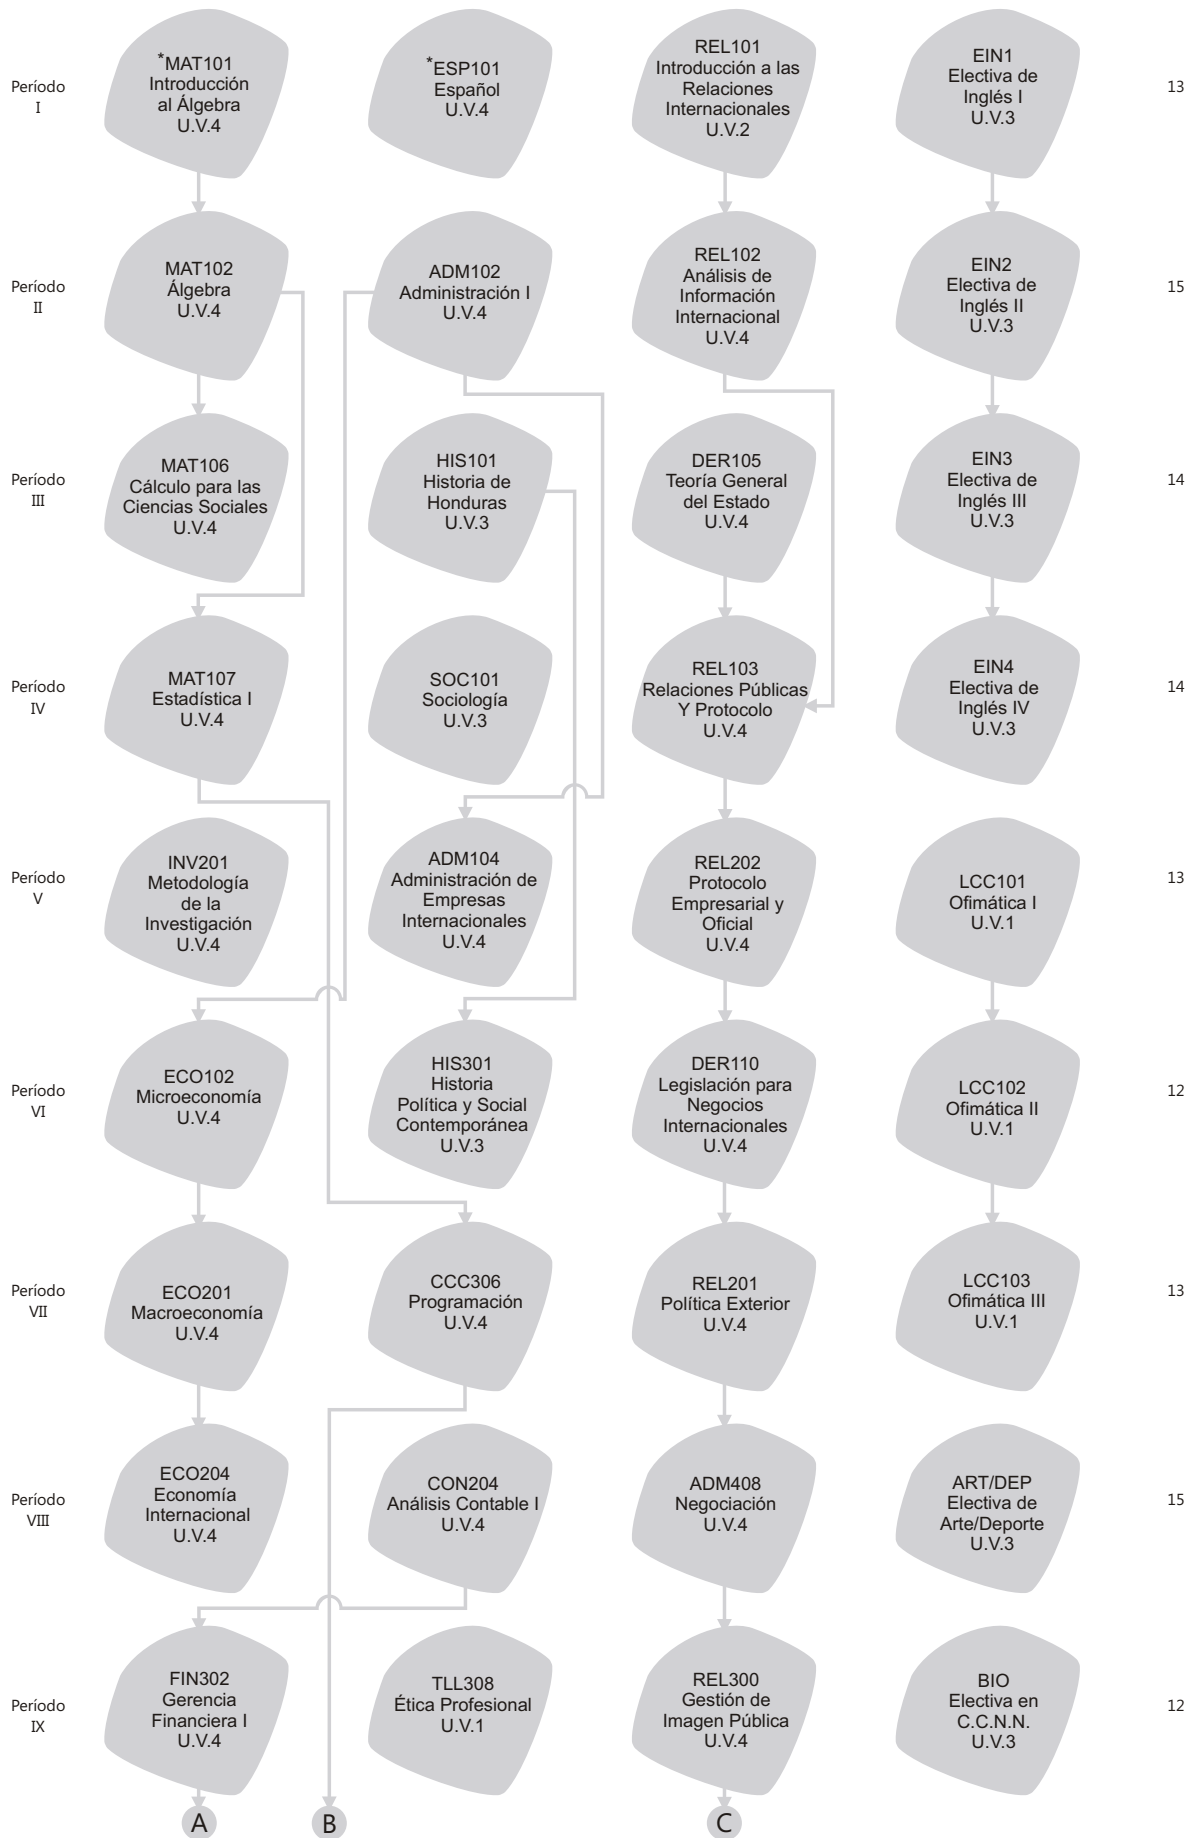 Período
I
*MAT101
Introducción
al Álgebra
U.V.4
*ESP101
Español
U.V.4
REL101
Introducción a las
Relaciones
Internacionales
U.V.2
EIN1
Electiva de
Inglés I
U.V.3
13
Período
II
MAT102
Álgebra
U.V.4
ADM102
Administración I
U.V.4
REL102
Análisis de
Información
Internacional
U.V.4
EIN2
Electiva de
Inglés II
U.V.3
15
Período
III
MAT106
Cálculo para las
Ciencias Sociales
U.V.4
HIS101
Historia de
Honduras
U.V.3
DER105
Teoría General
del Estado
U.V.4
EIN3
Electiva de
Inglés III
U.V.3
14
Período
IV
MAT107
Estadística I
U.V.4
SOC101
Sociología
U.V.3
REL103
Relaciones Públicas
Y Protocolo
U.V.4
EIN4
Electiva de
Inglés IV
U.V.3
14
Período
V
INV201
Metodología
de la
Investigación
U.V.4
ADM104
Administración de
Empresas
Internacionales
U.V.4
REL202
Protocolo
Empresarial y
Oficial
U.V.4
LCC101
Ofimática I
U.V.1
13
Período
VI
ECO102
Microeconomía
U.V.4
HIS301
Historia
Política y Social
Contemporánea
U.V.3
DER110
Legislación para
Negocios
Internacionales
U.V.4
LCC102
Ofimática II
U.V.1
12
Período
VII
ECO201
Macroeconomía
U.V.4
CCC306
Programación
U.V.4
REL201
Política Exterior
U.V.4
LCC103
Ofimática III
U.V.1
13
Período
VIII
ECO204
Economía
Internacional
U.V.4
CON204
Análisis Contable I
U.V.4
ADM408
Negociación
U.V.4
ART/DEP
Electiva de
Arte/Deporte
U.V.3
15
Período
IX
FIN302
Gerencia
Financiera I
U.V.4
TLL308
Ética Profesional
U.V.1
REL300
Gestión de
Imagen Pública
U.V.4
BIO
Electiva en
C.C.N.N.
U.V.3
12
A
B
C